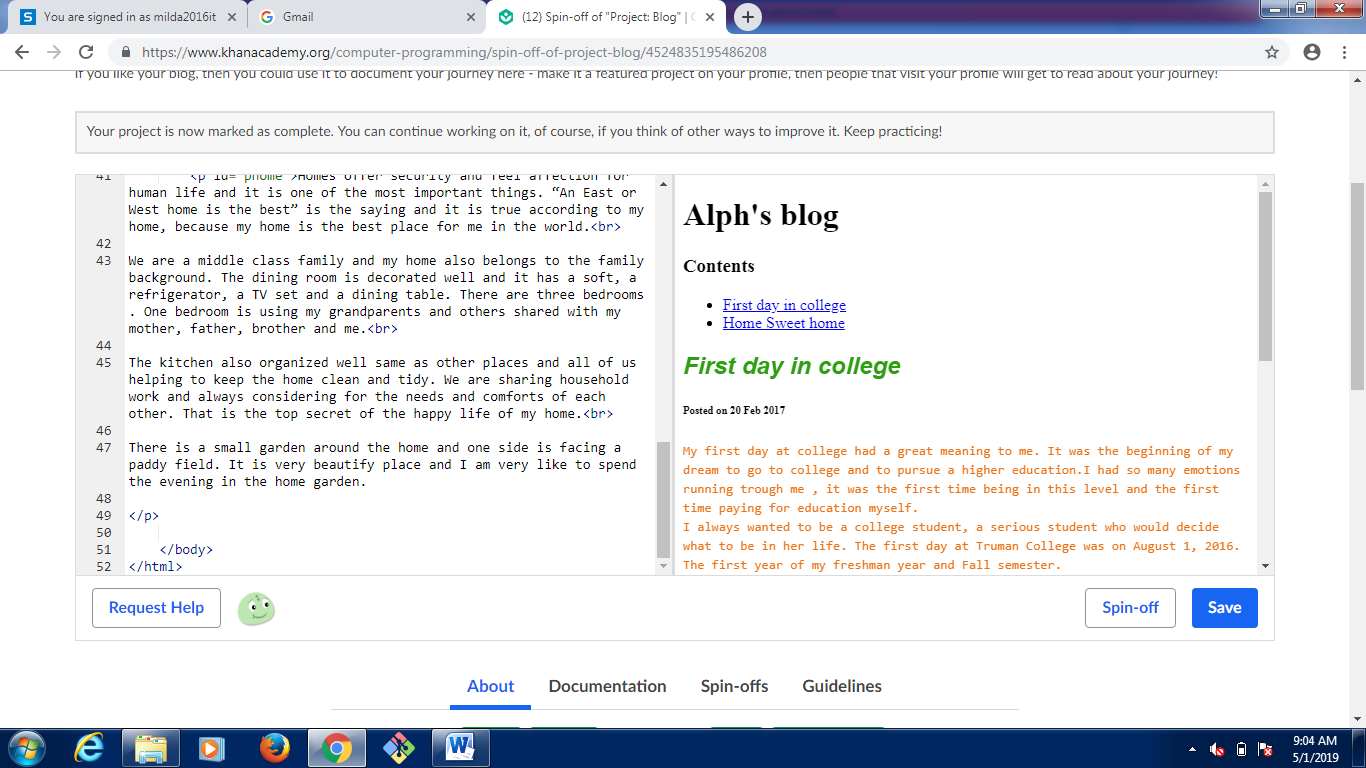 You are signed in as milda2016it
Gmail
(12) Spin-off of "Project: Blog" |
https://www.khanacademy.org/computer-programming/spin-off-of-project-blog/4524835195486208
If you like your blog, then you could use it to document your journey here - make it a featured project on your profile, then people that visit your profile will get to read about your journey!
Your project is now marked as complete. You can continue working on it, of course, if you think of other ways to improve it. Keep practicing!
41 <p id="phome">Homes offer security and feel affection for
human life and it is one of the most important things. “An East or
West home is the best” is the saying and it is true according to my
home, because my home is the best place for me in the world.<br>
42
43 We are a middle class family and my home also belongs to the family
background. The dining room is decorated well and it has a soft, a
refrigerator, a TV set and a dining table. There are three bedrooms
. One bedroom is using my grandparents and others shared with my
mother, father, brother and me.<br>
44
45 The kitchen also organized well same as other places and all of us
helping to keep the home clean and tidy. We are sharing household
work and always considering for the needs and comforts of each
other. That is the top secret of the happy life of my home.<br>
46
47 There is a small garden around the home and one side is facing a
paddy field. It is very beautify place and I am very like to spend
the evening in the home garden.
48
49 </p>
50
51 </body>
52 </html>
Alph's blog
Contents
First day in college
Home Sweet home
First day in college
Posted on 20 Feb 2017
My first day at college had a great meaning to me. It was the beginning of my
dream to go to college and to pursue a higher education.I had so many emotions
running trough me , it was the first time being in this level and the first
time paying for education myself.
I always wanted to be a college student, a serious student who would decide
what to be in her life. The first day at Truman College was on August 1, 2016.
The first year of my freshman year and Fall semester.
Request Help
Spin-off
Save
About
Documentation
Spin-offs
Guidelines
9:04 AM
5/1/2019